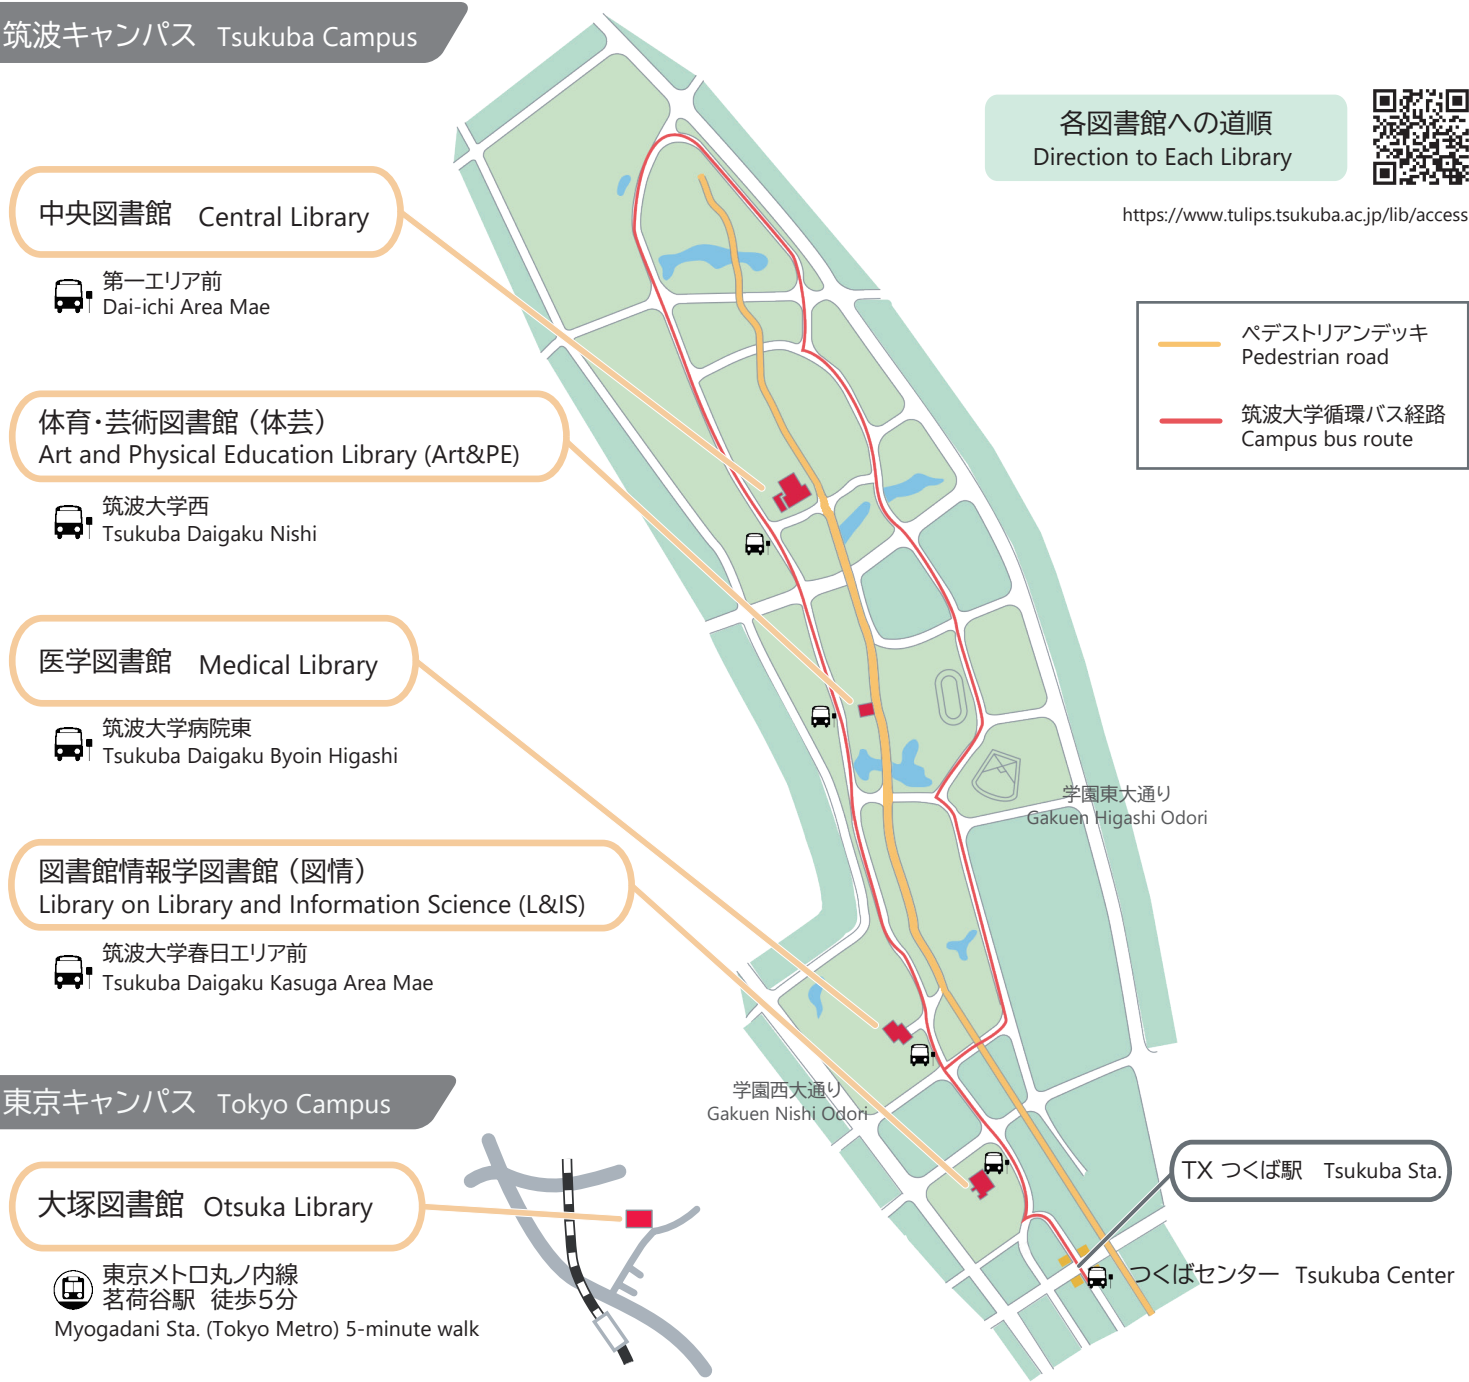 筑波キャンパス Tsukuba Campus
各図書館への道順
Direction to Each Library
https://www.tulips.tsukuba.ac.jp/lib/access
中央図書館 Central Library
第一エリア前
Dai-ichi Area Mae
ペデストリアンデッキ
Pedestrian road
筑波大学循環バス経路
Campus bus route
体育・芸術図書館（体芸）
Art and Physical Education Library (Art&PE)
筑波大学西
Tsukuba Daigaku Nishi
医学図書館 Medical Library
筑波大学病院東
Tsukuba Daigaku Byoin Higashi
学園東大通り
Gakuen Higashi Odori
図書館情報学図書館（図情）
Library on Library and Information Science (L&IS)
筑波大学春日エリア前
Tsukuba Daigaku Kasuga Area Mae
学園西大通り
Gakuen Nishi Odori
東京キャンパス Tokyo Campus
TX つくば駅 Tsukuba Sta.
つくばセンター Tsukuba Center
大塚図書館 Otsuka Library
東京メトロ丸ノ内線
茗荷谷駅 徒歩5分
Myogadani Sta. (Tokyo Metro) 5-minute walk